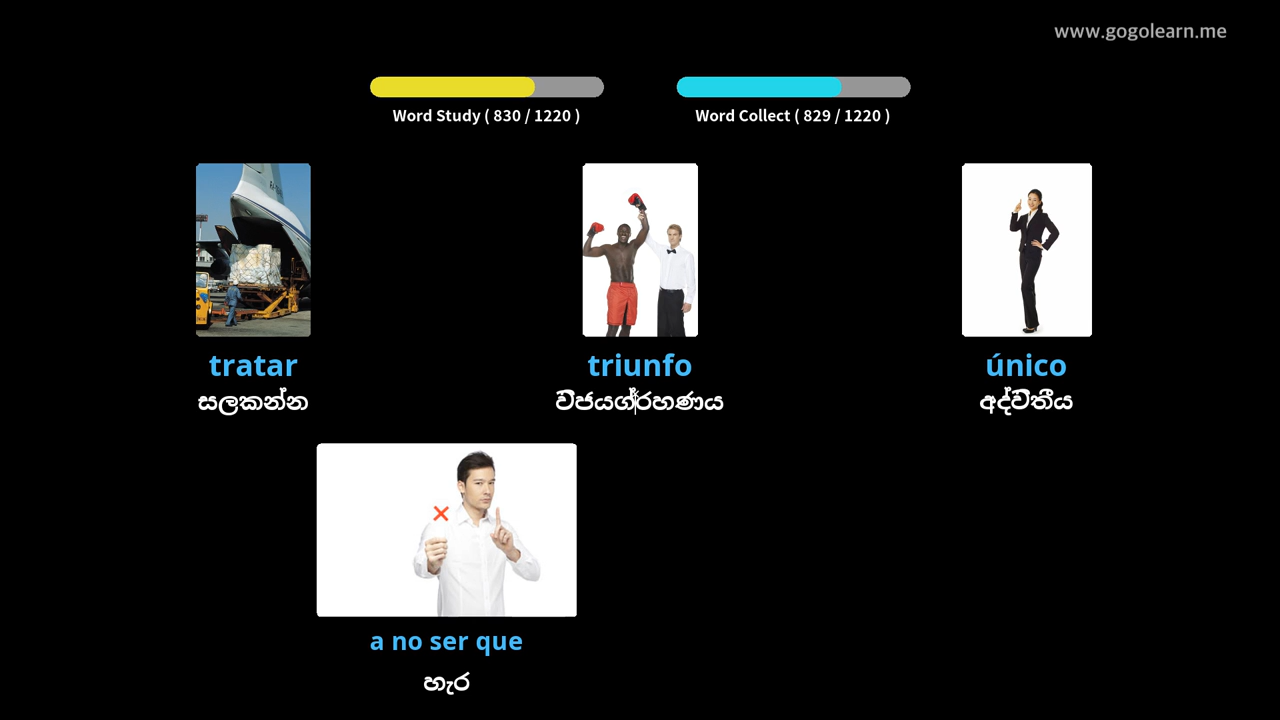 www.gogolearn.me
Word Study ( 830 / 1220 )
Word Collect ( 829 / 1220 )
tratar
සලකන්න
triunfo
විජයග්‍රහණය
único
අද්විතීය
a no ser que
හැර